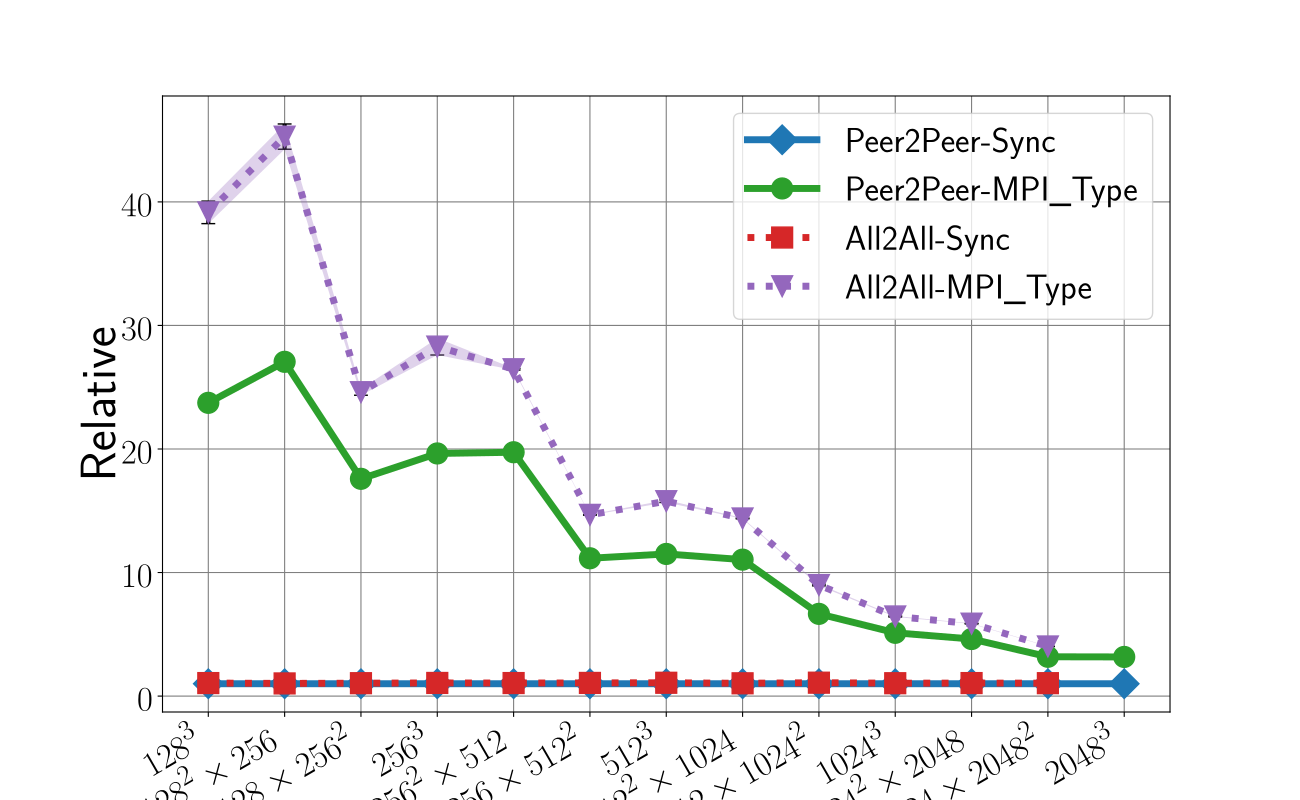 Peer2Peer-Sync
Peer2Peer-MPI_Type
All2All-Sync
All2All-MPI_Type
Relative
40
30
20
10
0
128³
128² × 256
128 × 256²
256³
256² × 512
256 × 512²
512³
512² × 1024
512 × 1024²
1024³
1024² × 2048
1024 × 2048²
2048³